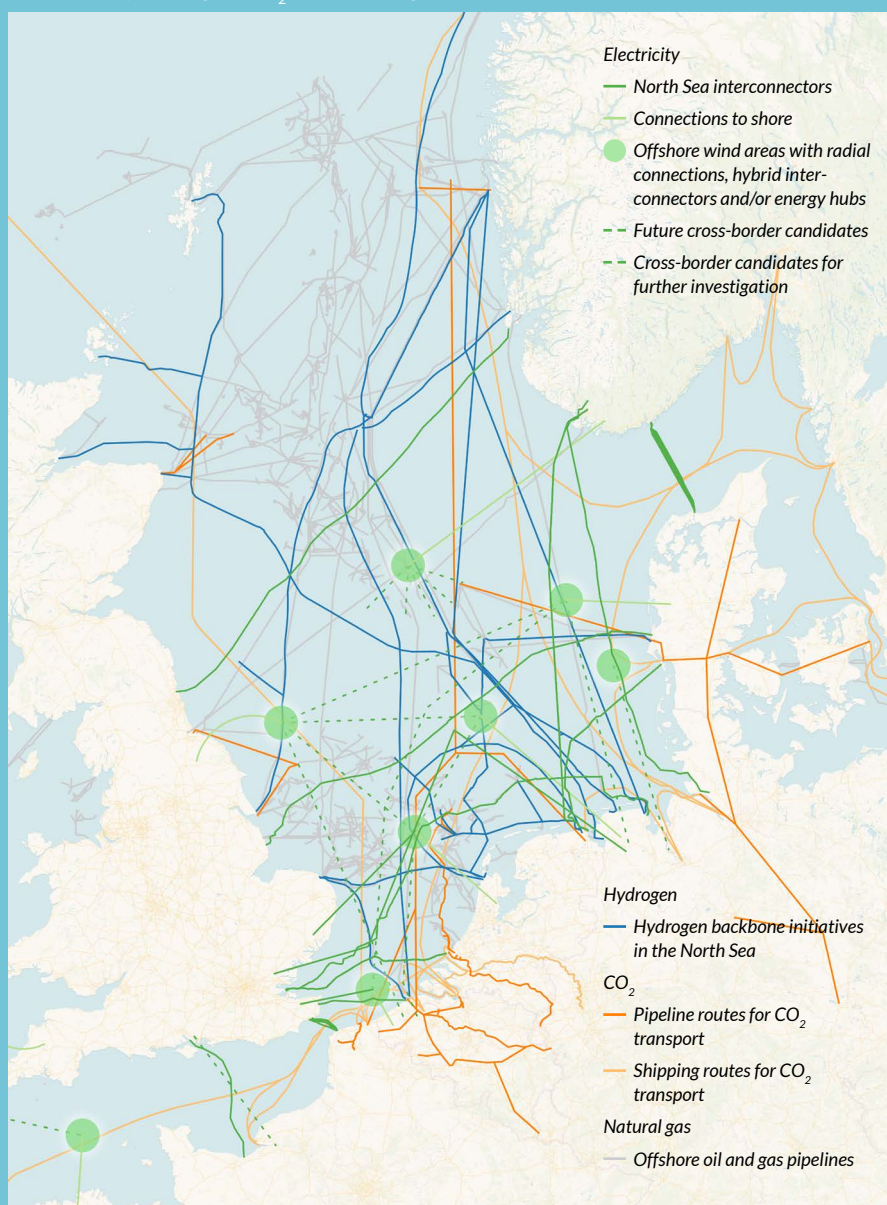 Electricity
North Sea interconnectors
Connections to shore
Offshore wind areas with radial
connections, hybrid inter-
connectors and/or energy hubs
Future cross-border candidates
Cross-border candidates for
further investigation
Hydrogen
Hydrogen backbone initiatives
in the North Sea
CO₂
Pipeline routes for CO₂
transport
Shipping routes for CO₂
transport
Natural gas
Offshore oil and gas pipelines